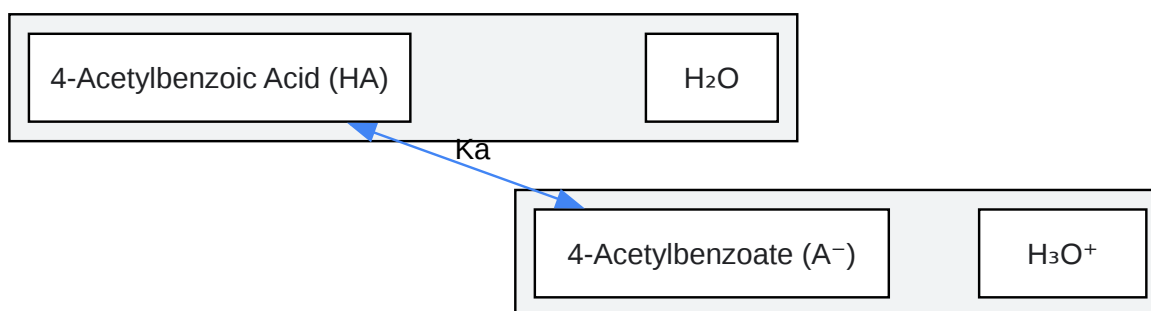 4-Acetylbenzoic Acid (HA)
H₂O
Ka
4-Acetylbenzoate (A⁻)
H₃O⁺